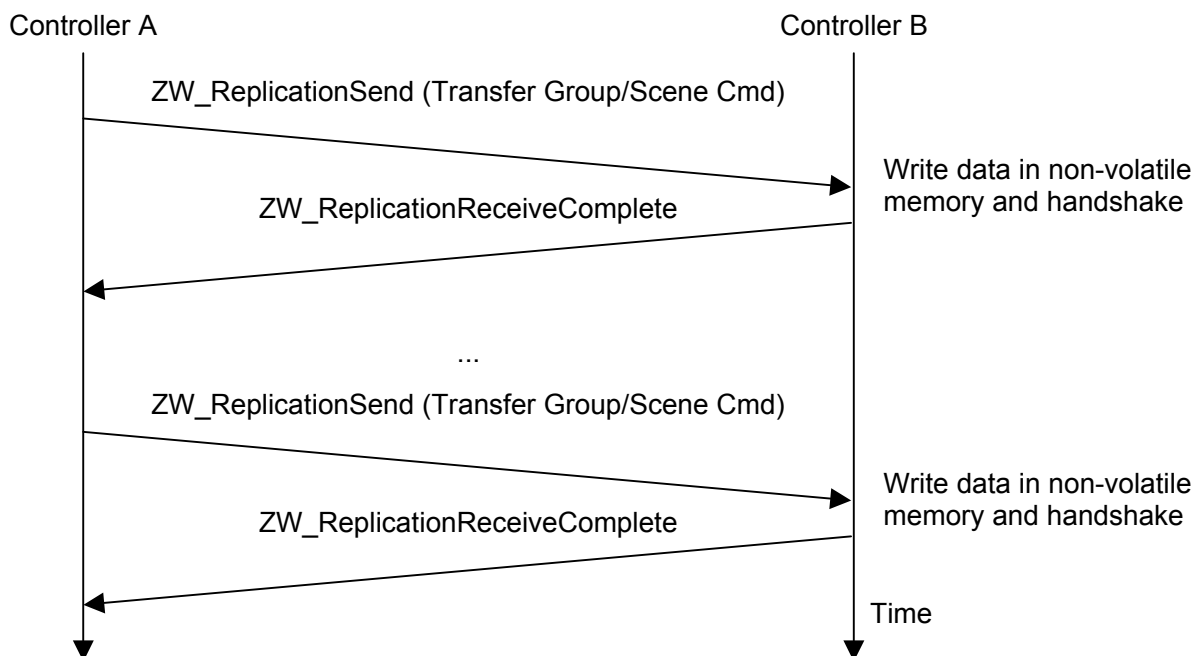 Controller A
Controller B
ZW_ReplicationSend (Transfer Group/Scene Cmd)
Write data in non-volatile
memory and handshake
ZW_ReplicationReceiveComplete
...
ZW_ReplicationSend (Transfer Group/Scene Cmd)
Write data in non-volatile
memory and handshake
ZW_ReplicationReceiveComplete
Time